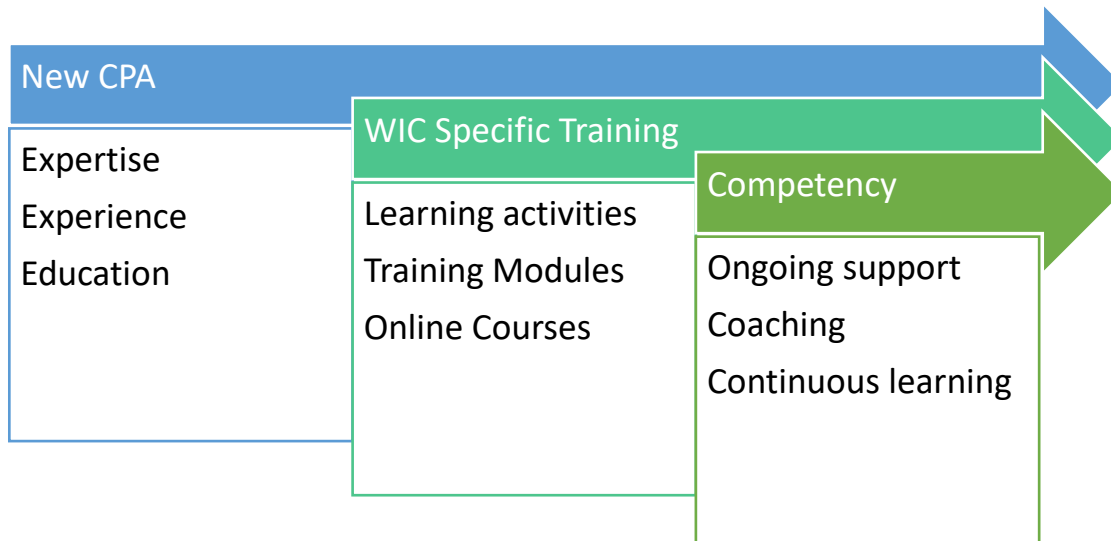 New CPA
Expertise
Experience
Education
WIC Specific Training
Learning activities
Training Modules
Online Courses
Competency
Ongoing support
Coaching
Continuous learning